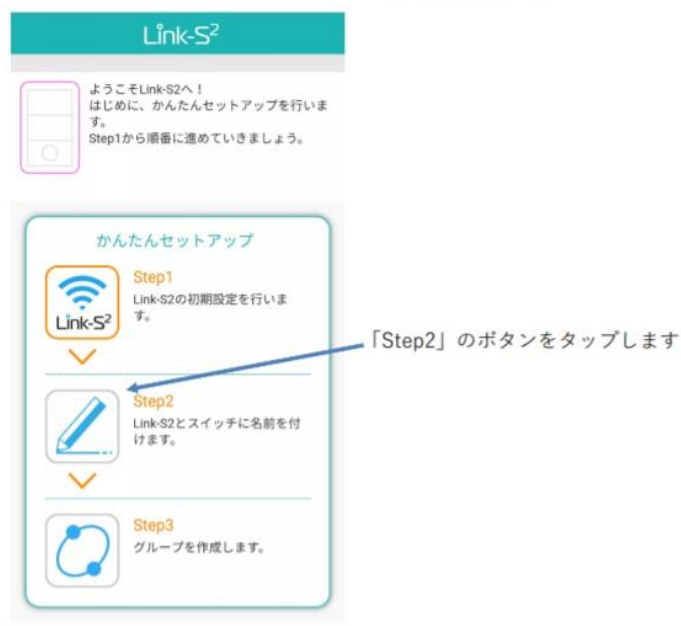 Link-S²
ようこそLink-S2へ！
はじめに、かんたんセットアップを行いま
す。
Step1から順番に進めていきましょう。
かんたんセットアップ
Step1
Link-S2の初期設定を行いま
す。
Link-S²
「Step2」のボタンをタップします
Step2
Link-S2とスイッチに名前を付
けます。
Step3
グループを作成します。